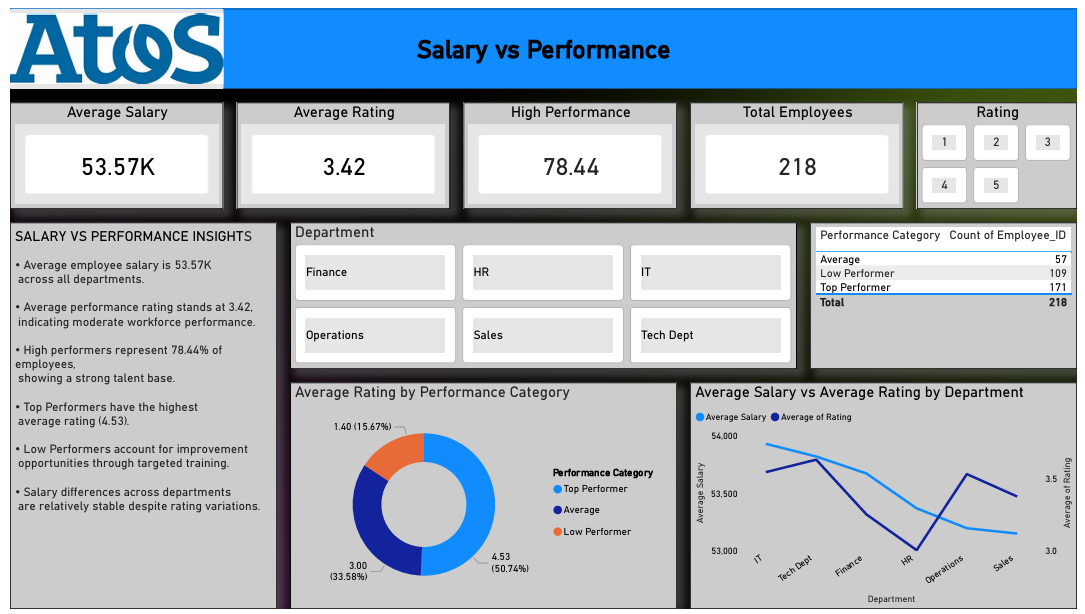 Atos
Salary vs Performance
Average Salary
53.57K
Average Rating
3.42
High Performance
78.44
Total Employees
218
Rating
1
2
3
4
5
SALARY VS PERFORMANCE INSIGHTS
• Average employee salary is 53.57K
across all departments.
• Average performance rating stands at 3.42,
indicating moderate workforce performance.
• High performers represent 78.44% of
employees,
showing a strong talent base.
• Top Performers have the highest
average rating (4.53).
• Low Performers account for improvement
opportunities through targeted training.
• Salary differences across departments
are relatively stable despite rating variations.
Department
Finance
HR
IT
Operations
Sales
Tech Dept
Performance Category Count of Employee_ID
Average 57
Low Performer 109
Top Performer 171
Total 218
Average Rating by Performance Category
1.40 (15.67%)
3.00
(33.58%)
4.53
(50.74%)
Performance Category
Top Performer
Average
Low Performer
Average Salary vs Average Rating by Department
Average Salary Average of Rating
54,000
53,500
53,000
Average Salary
3.5
3.0
Average of Rating
IT
Tech Dept
Finance
HR
Operations
Sales
Department